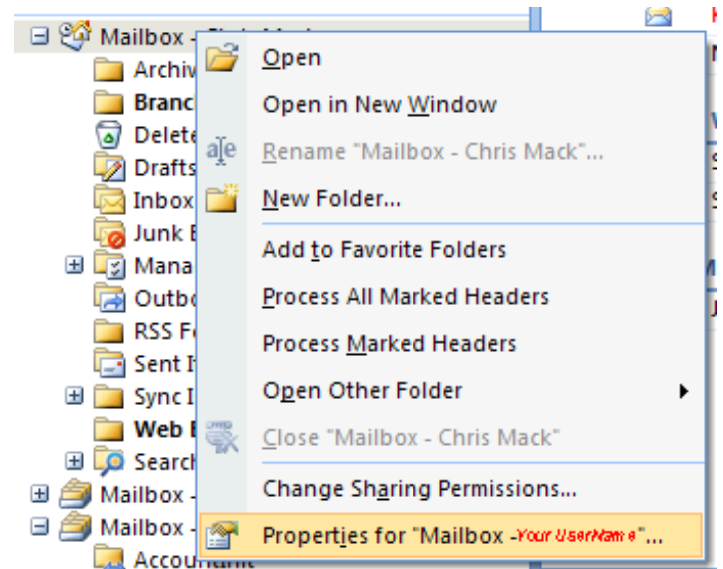 Mailbox -
Archiv
Open
Branc
Open in New Window
Delete
Rename "Mailbox - Chris Mack"...
Drafts
Inbox
New Folder...
Junk E
Add to Favorite Folders
Mana
Process All Marked Headers
Outbo
RSS Fe
Process Marked Headers
Sent It
Open Other Folder
Sync I
Web E
Close "Mailbox - Chris Mack"
Search
Mailbox -
Change Sharing Permissions...
Mailbox -
Properties for "Mailbox -Your UserName"...